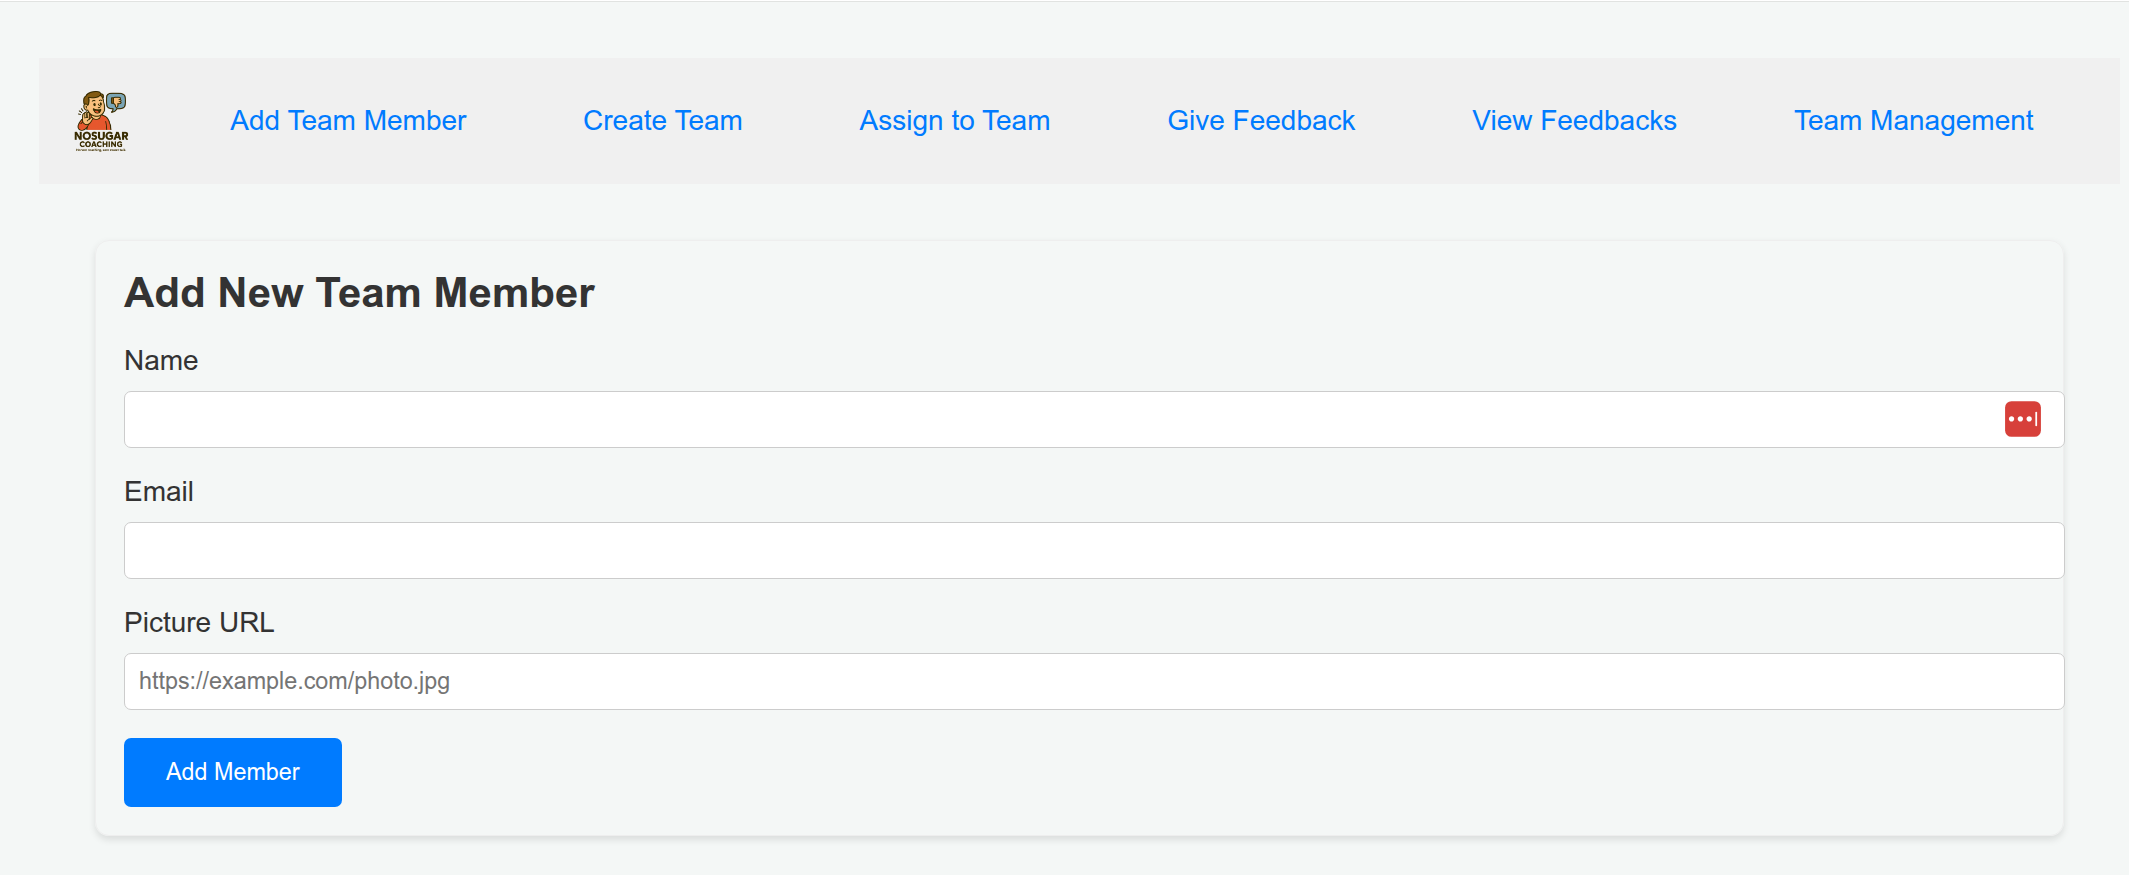 NOSUGAR
COACHING
Add Team Member
Create Team
Assign to Team
Give Feedback
View Feedbacks
Team Management
Add New Team Member
Name
Email
Picture URL
https://example.com/photo.jpg
Add Member